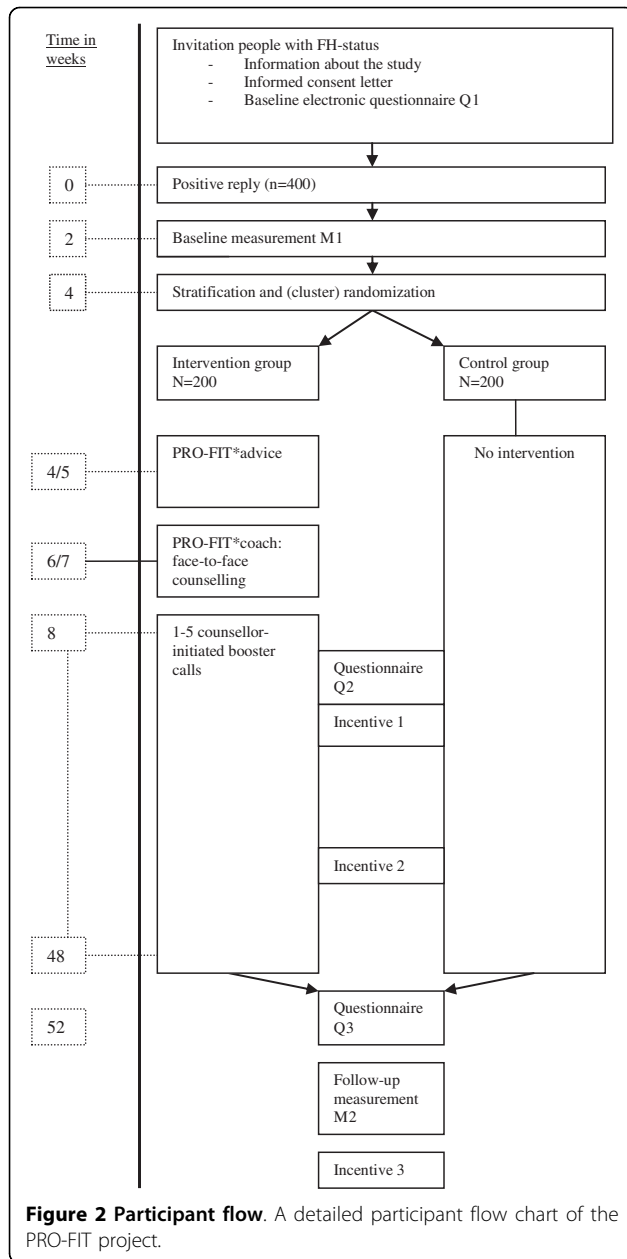 Time in
weeks
Invitation people with FH-status
- Information about the study
- Informed consent letter
- Baseline electronic questionnaire Q1
0
Positive reply (n=400)
2
Baseline measurement M1
4
Stratification and (cluster) randomization
Intervention group
N=200
Control group
N=200
4/5
PRO-FIT*advice
No intervention
6/7
PRO-FIT*coach:
face-to-face
counselling
8
1-5 counsellor-
initiated booster
calls
Questionnaire
Q2
Incentive 1
Incentive 2
48
52
Questionnaire
Q3
Follow-up
measurement
M2
Incentive 3
Figure 2 Participant flow. A detailed participant flow chart of the
PRO-FIT project.